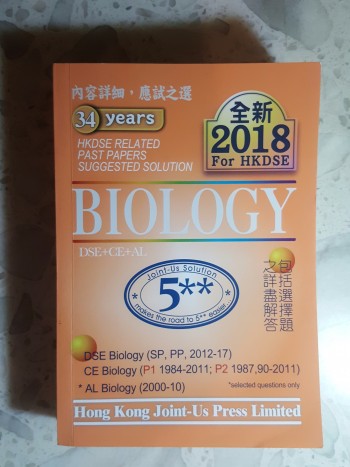 內容詳細，應試之選
34 years
HKDSE RELATED
PAST PAPERS
SUGGESTED SOLUTION
全新
2018
For HKDSE
BIOLOGY
DSE+CE+AL
Joint-Us Solution
5**
* makes the road to 5** easier *
包括選擇題
之詳盡解答
DSE Biology (SP, PP, 2012-17)
CE Biology (P1 1984-2011; P2 1987,90-2011)
* AL Biology (2000-10)
*selected questions only
Hong Kong Joint-Us Press Limited